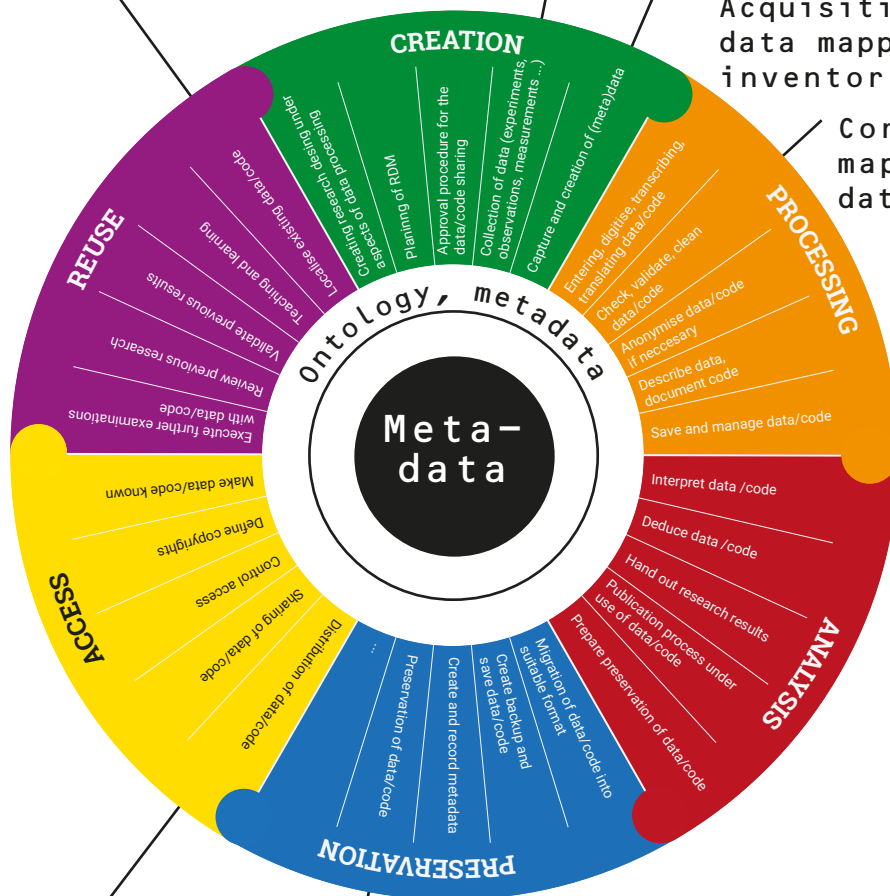 Acquisiti
data mapp
inventor
Con
map
dat
CREATION
Creating research desing under
aspects of data processing
Planinng of RDM
Approval procedure for the
data/code sharing
Collection of data (experiments,
observations, measurements ...)
Capture and creation of (meta)data
PROCESSING
Entering, digitise, transcribing,
translating data/code
Check, validate, clean
data/code
Anonymise data/code
if neccesary
Describe data,
document code
Save and manage data/code
ANALYSIS
Interpret data /code
Deduce data /code
Hand out research results
Publication process under
use of data/code
Prepare preservation of data/code
PRESERVATION
Migration of data/code into
suitable format
Create backup and
save data/code
Create and record metadata
Preservation of data/code
...
ACCESS
Distribution of data/code
Sharing of data/code
Control access
Define copyrights
Make data/code known
REUSE
Execute further examinations
with data/code
Review previous research
Validate previous results
Teaching and learning
Localise existing data/code
Ontology, metadata
Meta-
data